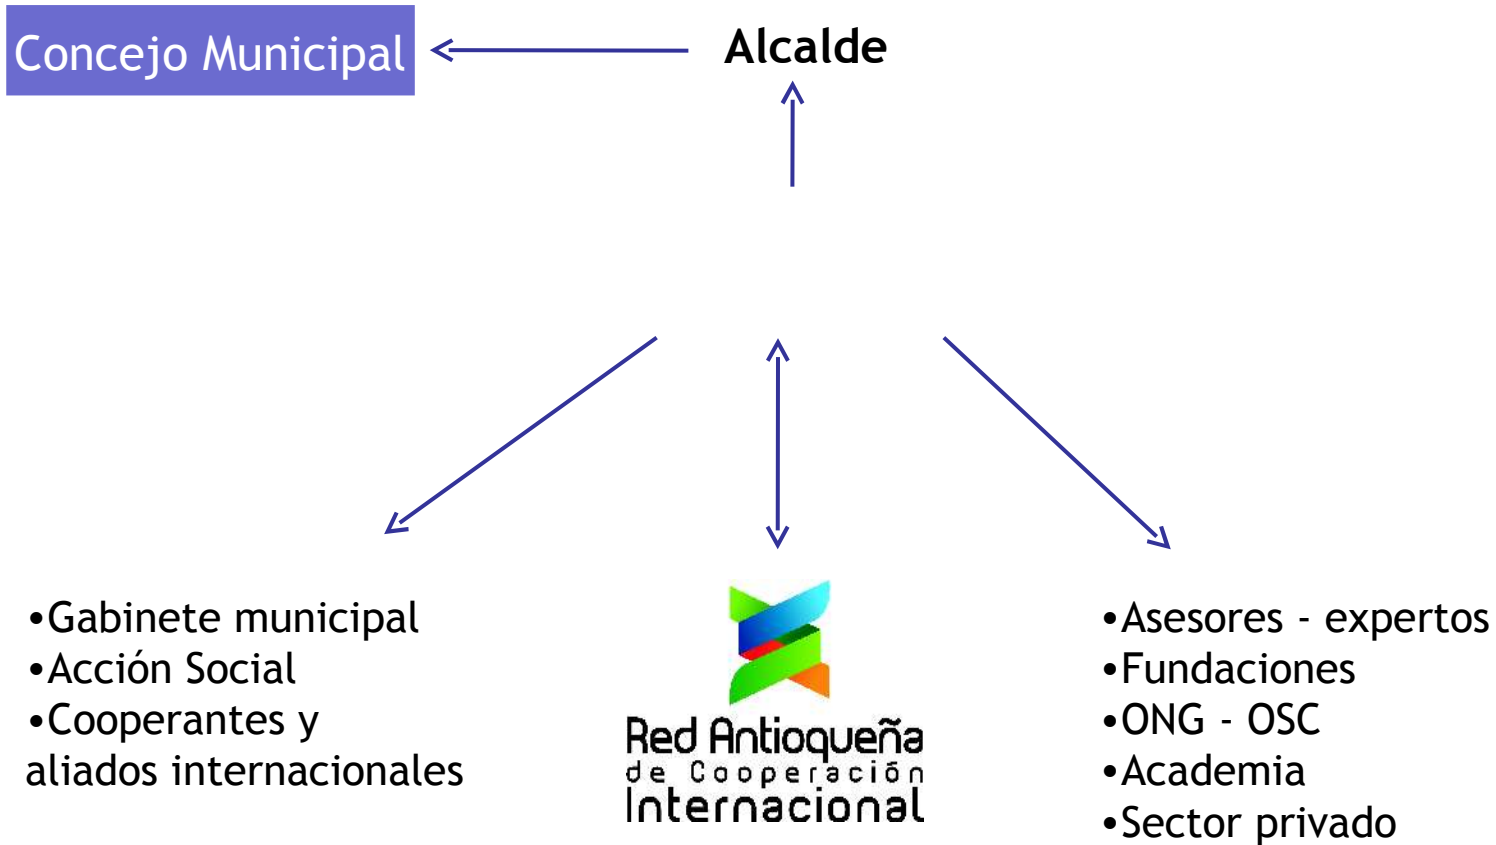 Concejo Municipal
Alcalde
•Gabinete municipal
•Acción Social
•Cooperantes y
aliados internacionales
Red Antioqueña
de Cooperación
Internacional
•Asesores - expertos
•Fundaciones
•ONG - OSC
•Academia
•Sector privado